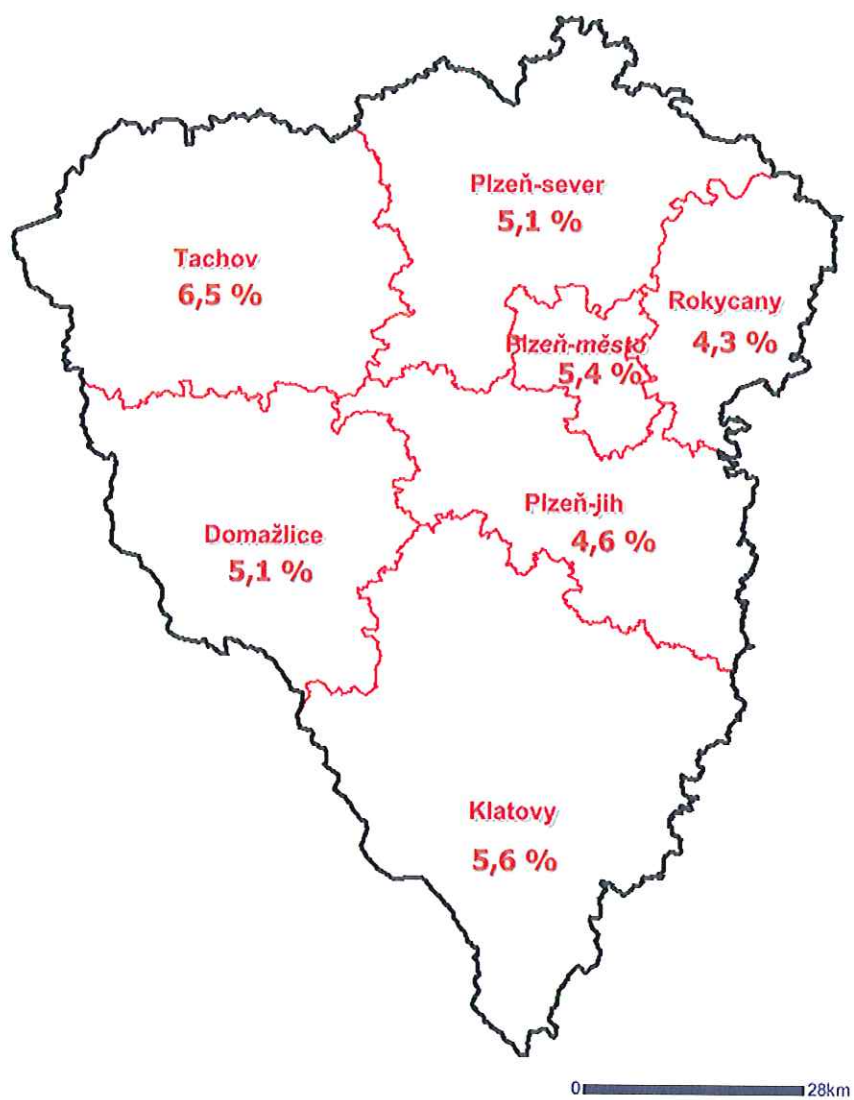 Plzeň-sever
5,1 %
Tachov
6,5 %
Rokycany
4,3 %
Plzeň-město
5,4 %
Plzeň-jih
4,6 %
Domažlice
5,1 %
Klatovy
5,6 %
0 28km